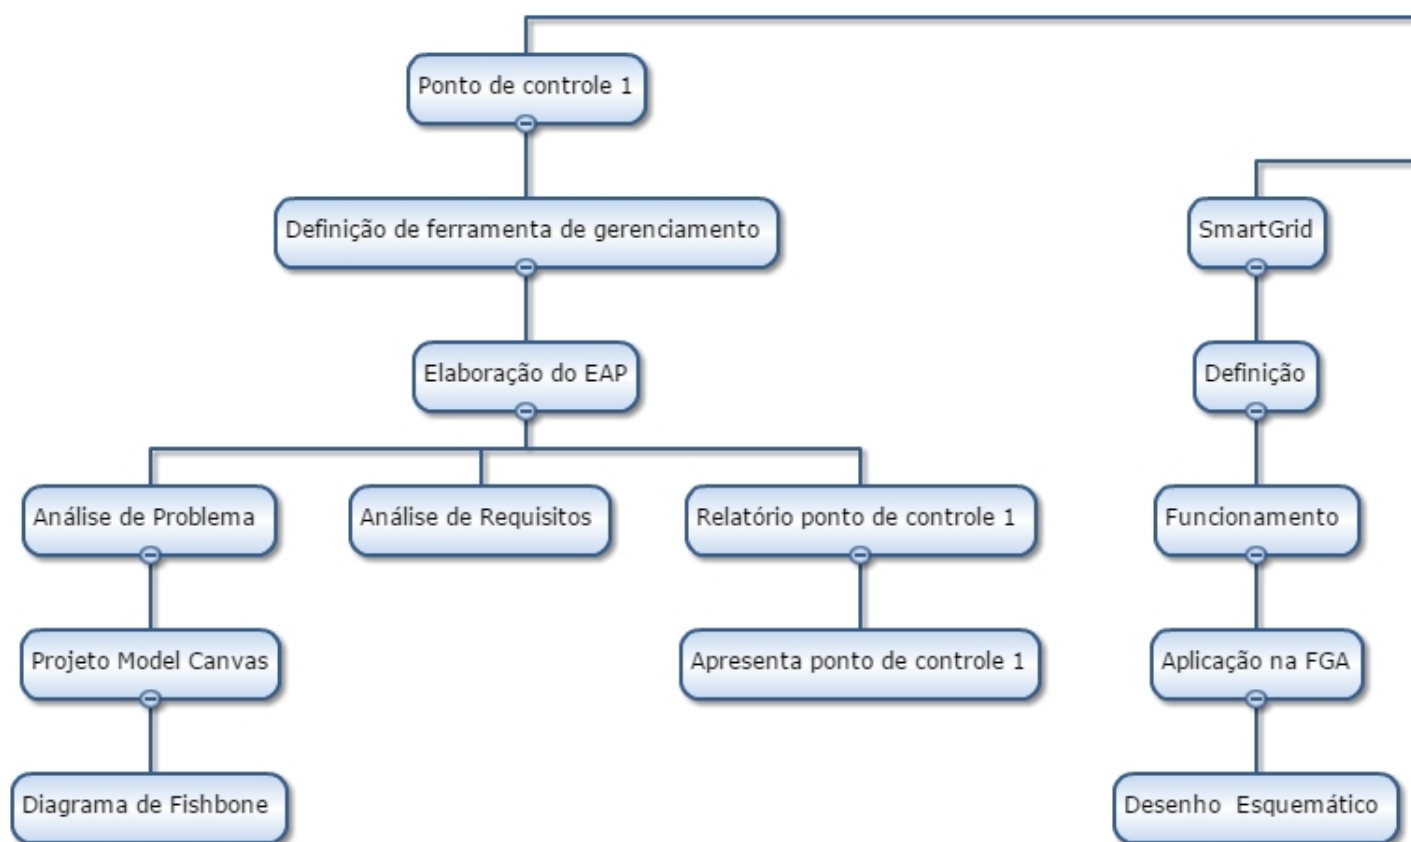 Ponto de controle 1
Definição de ferramenta de gerenciamento
SmartGrid
Elaboração do EAP
Definição
Análise de Problema
Análise de Requisitos
Relatório ponto de controle 1
Funcionamento
Projeto Model Canvas
Apresenta ponto de controle 1
Aplicação na FGA
Diagrama de Fishbone
Desenho  Esquemático